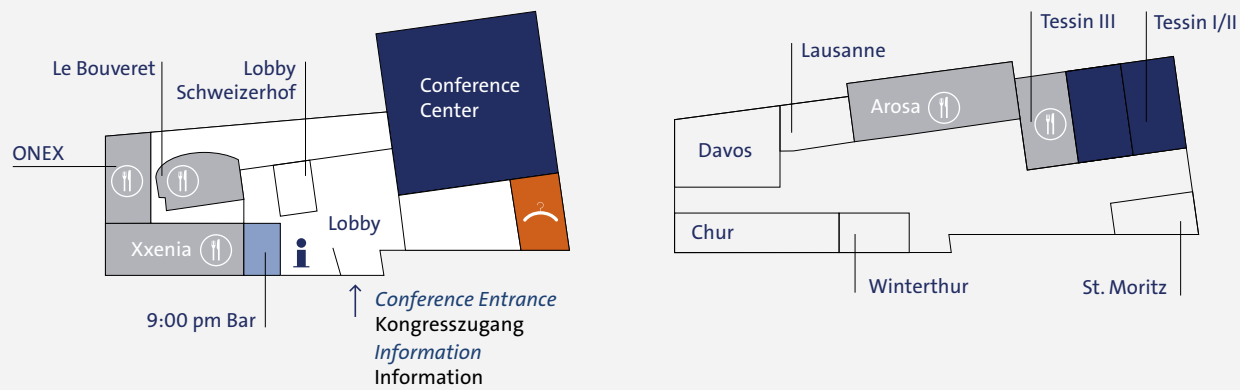 Le Bouveret
Lobby
Schweizerhof
Conference
Center
ONEX
Xxenia
Lobby
9:00 pm Bar
Conference Entrance
Kongresszugang
Information
Information
Tessin III
Tessin I/II
Lausanne
Arosa
Davos
Chur
Winterthur
St. Moritz